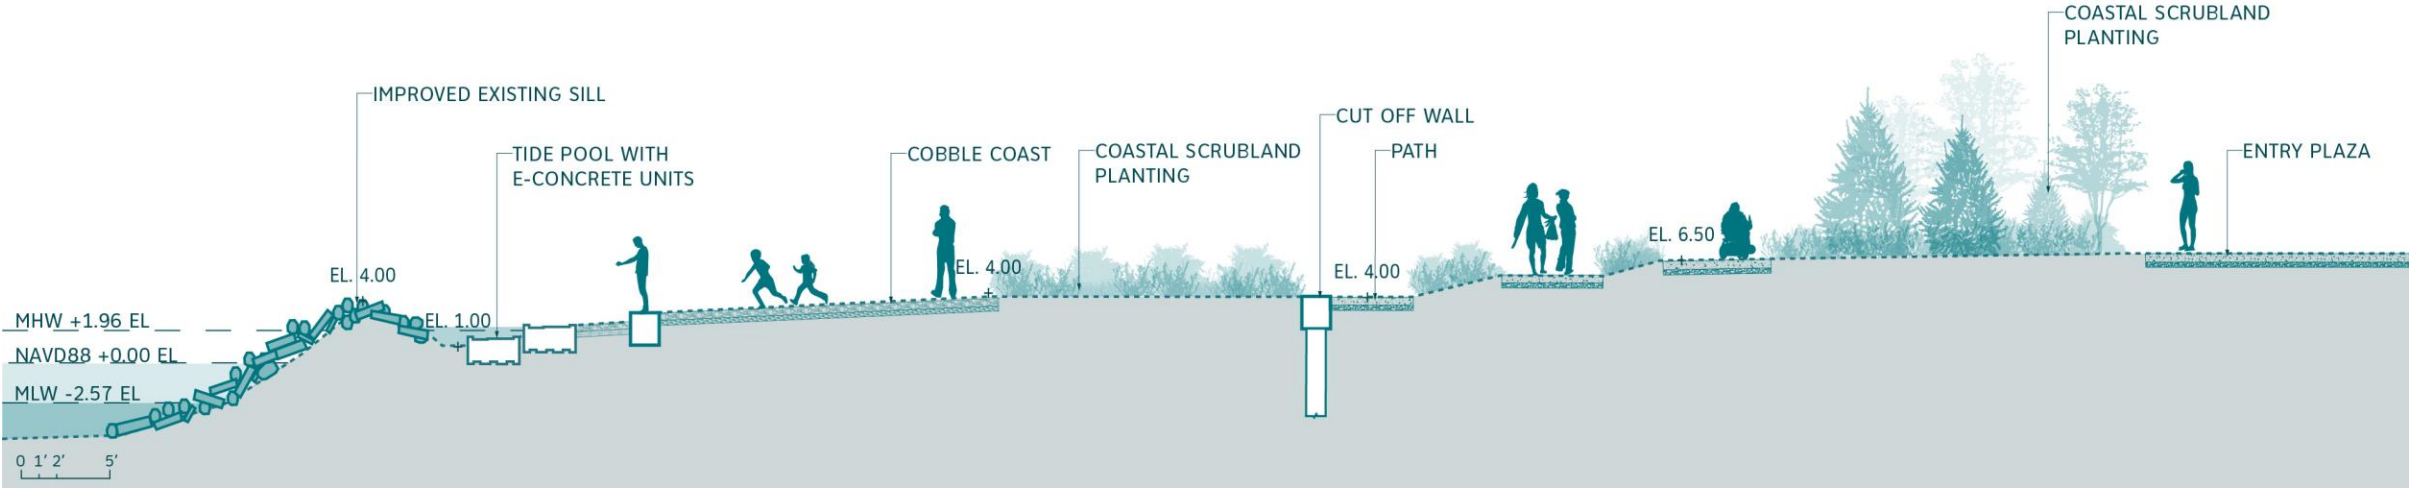 COASTAL SCRUBLAND
PLANTING
IMPROVED EXISTING SILL
CUT OFF WALL
TIDE POOL WITH
E-CONCRETE UNITS
COBBLE COAST
COASTAL SCRUBLAND
PLANTING
PATH
ENTRY PLAZA
EL. 6.50
EL. 4.00
EL. 4.00
EL. 4.00
MHW +1.96 EL
EL. 1.00
NAVD88 +0.00 EL
MLW -2.57 EL
0 1' 2' 5'